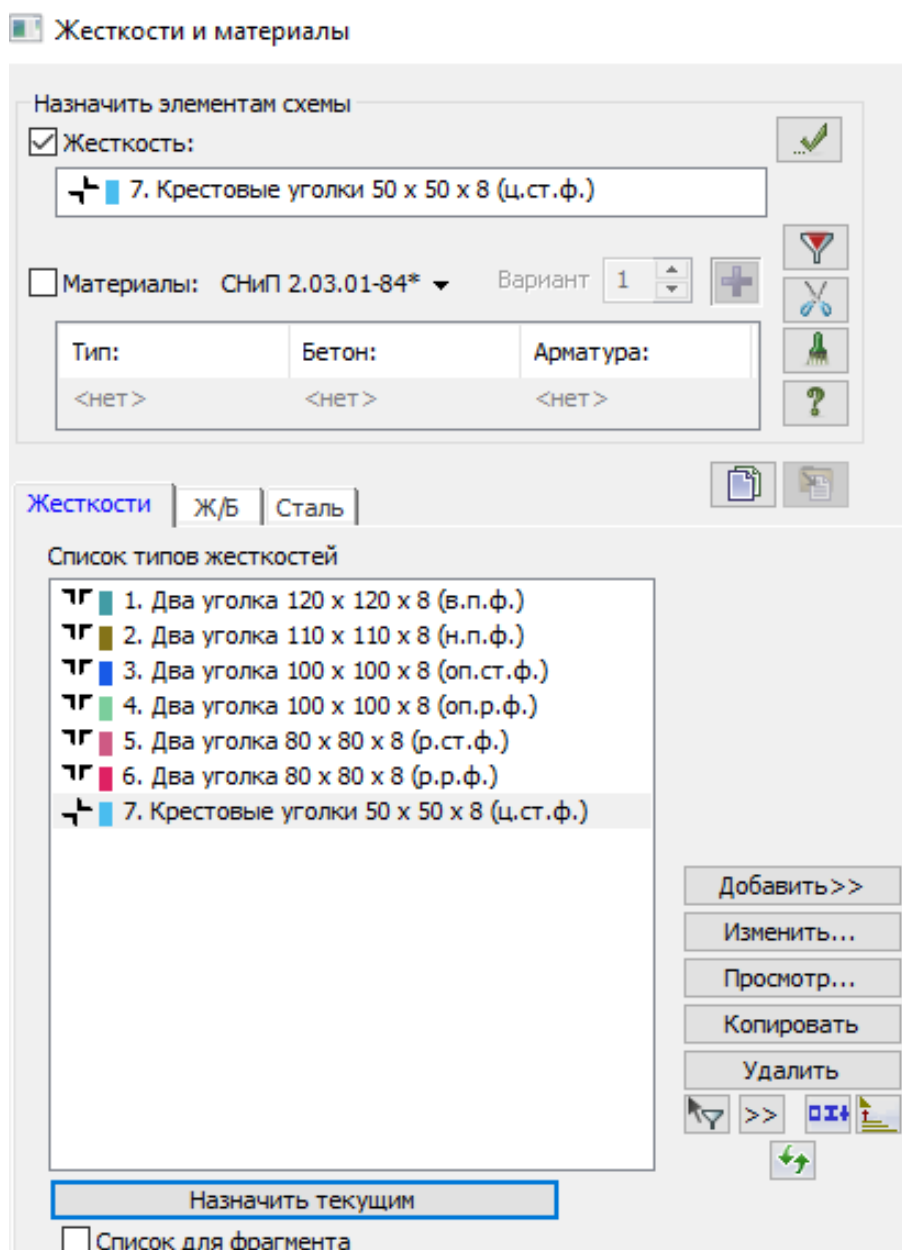 Жесткости и материалы
Назначить элементам схемы
Жесткость:
7. Крестовые уголки 50 x 50 x 8 (ц.ст.ф.)
Материалы: СНиП 2.03.01-84* Вариант 1
Тип: Бетон: Арматура:
<нет> <нет> <нет>
Жесткости Ж/Б Сталь
Список типов жесткостей
1. Два уголка 120 x 120 x 8 (в.п.ф.)
2. Два уголка 110 x 110 x 8 (н.п.ф.)
3. Два уголка 100 x 100 x 8 (оп.ст.ф.)
4. Два уголка 100 x 100 x 8 (оп.р.ф.)
5. Два уголка 80 x 80 x 8 (р.ст.ф.)
6. Два уголка 80 x 80 x 8 (р.р.ф.)
7. Крестовые уголки 50 x 50 x 8 (ц.ст.ф.)
Добавить>>
Изменить...
Просмотр...
Копировать
Удалить
>>
Назначить текущим
Список для фрагмента